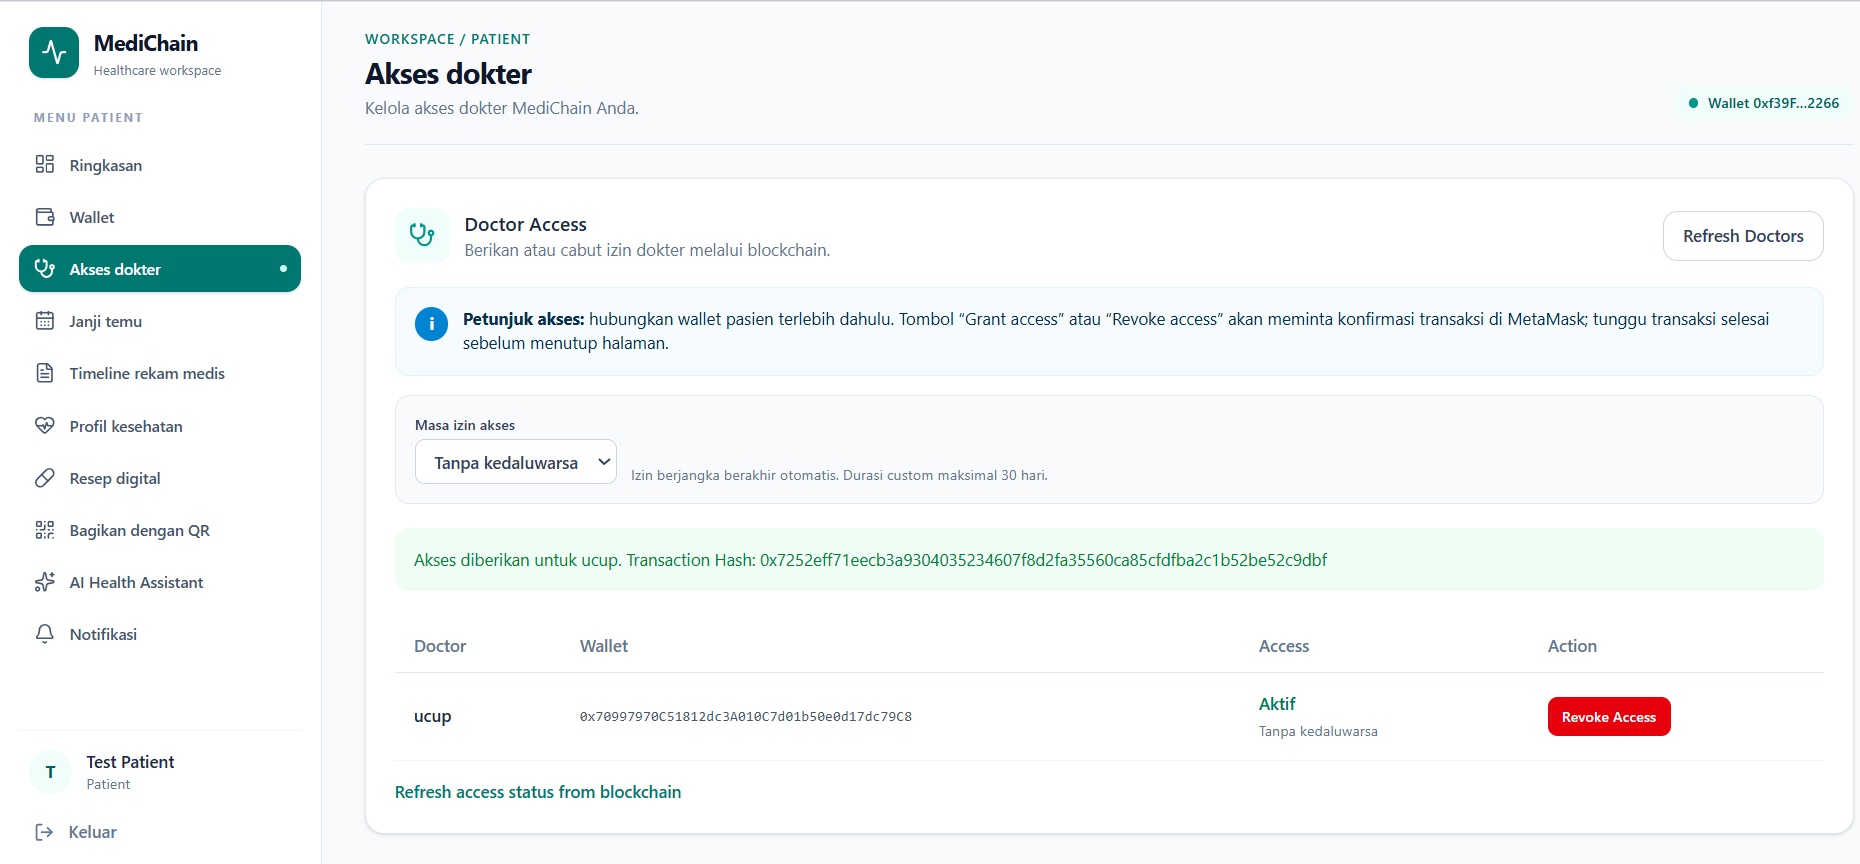 MediChain
Healthcare workspace
MENU PATIENT
Ringkasan
Wallet
Akses dokter
Janji temu
Timeline rekam medis
Profil kesehatan
Resep digital
Bagikan dengan QR
AI Health Assistant
Notifikasi
T
Test Patient
Patient
Keluar
WORKSPACE / PATIENT
Akses dokter
Kelola akses dokter MediChain Anda.
Wallet 0xf39F...2266
Doctor Access
Berikan atau cabut izin dokter melalui blockchain.
Refresh Doctors
i
Petunjuk akses: hubungkan wallet pasien terlebih dahulu. Tombol “Grant access” atau “Revoke access” akan meminta konfirmasi transaksi di MetaMask; tunggu transaksi selesai
sebelum menutup halaman.
Masa izin akses
Tanpa kedaluwarsa
Izin berjangka berakhir otomatis. Durasi custom maksimal 30 hari.
Akses diberikan untuk ucup. Transaction Hash: 0x7252eff71eecb3a9304035234607f8d2fa35560ca85cfdfba2c1b52be52c9dbf
Doctor Wallet Access Action
ucup 0x70997970C51812dc3A010C7d01b50e0d17dc79C8 Aktif Revoke Access
Tanpa kedaluwarsa
Refresh access status from blockchain